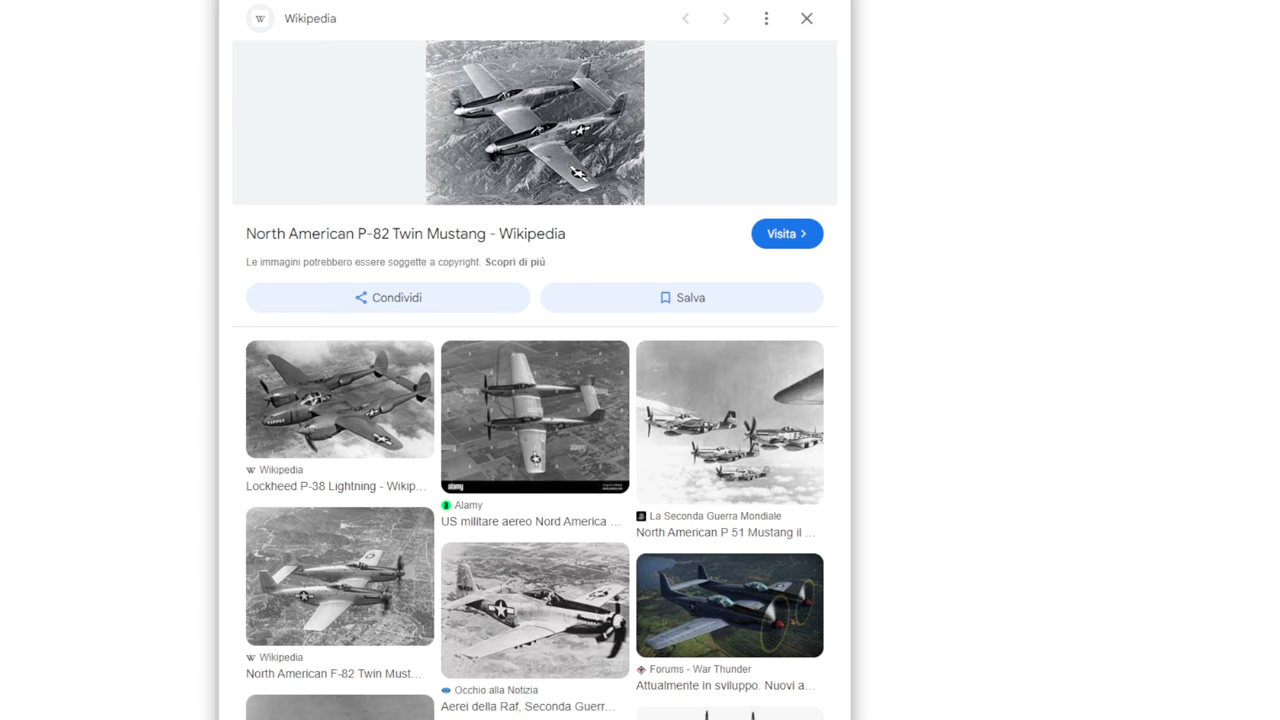 Wikipedia
North American P-82 Twin Mustang - Wikipedia
Visita
Le immagini potrebbero essere soggette a copyright. Scopri di più
Condividi
Salva
Wikipedia
Lockheed P-38 Lightning - Wikip...
Alamy
US militare aereo Nord America ...
La Seconda Guerra Mondiale
North American P 51 Mustang il ...
Wikipedia
North American F-82 Twin Must...
Occhio alla Notizia
Aerei della Raf, Seconda Guerr...
Forums - War Thunder
Attualmente in sviluppo. Nuovi a...
alamy